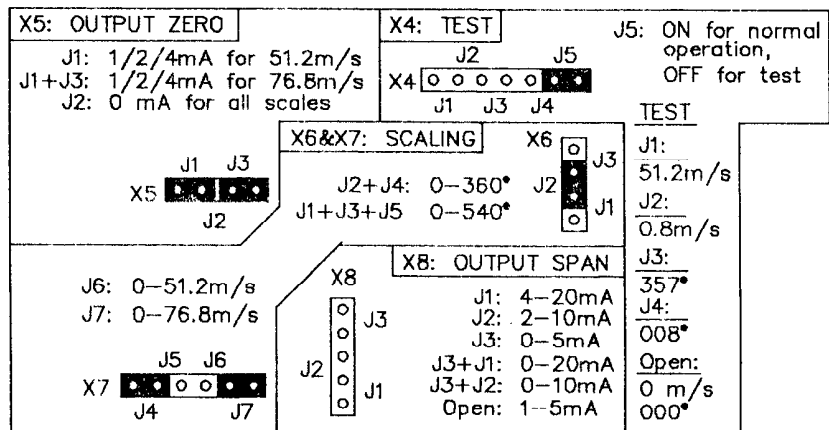 X5: OUTPUT ZERO
J1: 1/2/4mA for 51.2m/s
J1+J3: 1/2/4mA for 76.8m/s
J2: 0 mA for all scales
X4: TEST
J2 J5
X4
J1 J3 J4
J5: ON for normal
operation,
OFF for test
TEST
J1:
51.2m/s
J2:
0.8m/s
J3:
357°
J4:
008°
Open:
0 m/s
000°
J1 J3
X5
J2
X6&X7: SCALING
J2+J4: 0-360°
J1+J3+J5 0-540°
X6
J3
J2
J1
J6: 0-51.2m/s
J7: 0-76.8m/s
J5 J6
X7
J4 J7
X8
J3
J2
J1
X8: OUTPUT SPAN
J1: 4-20mA
J2: 2-10mA
J3: 0-5mA
J3+J1: 0-20mA
J3+J2: 0-10mA
Open: 1--5mA